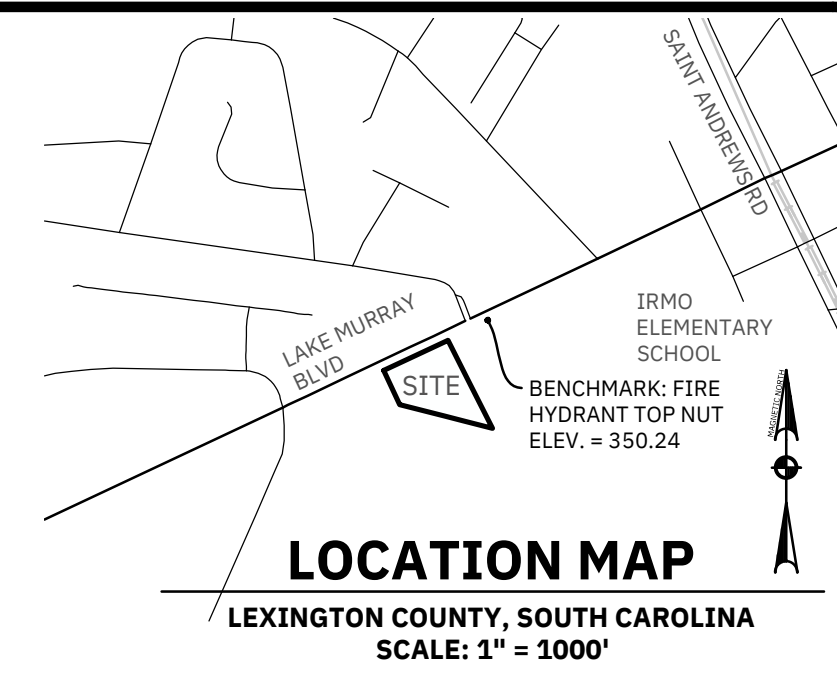 SAINT ANDREWS RD
LAKE MURRAY
BLVD
IRMO
ELEMENTARY
SCHOOL
SITE
BENCHMARK: FIRE
HYDRANT TOP NUT
ELEV. = 350.24
MAGNETIC NORTH
LOCATION MAP
LEXINGTON COUNTY, SOUTH CAROLINA
SCALE: 1" = 1000'